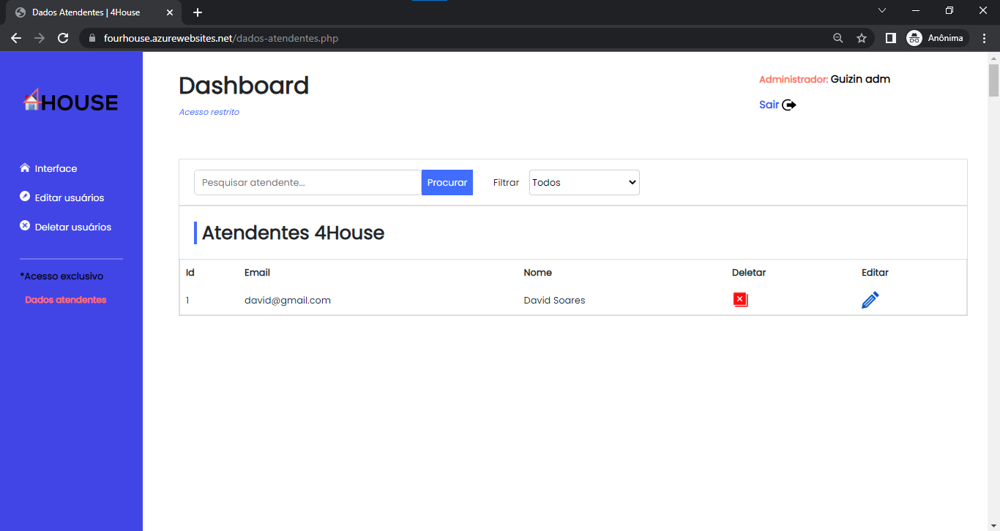 Dados Atendentes | 4House
fourhouse.azurewebsites.net/dados-atendentes.php
Anônima
4HOUSE
Interface
Editar usuários
Deletar usuários
*Acesso exclusivo
Dados atendentes
Dashboard
Acesso restrito
Administrador: Guizin adm
Sair
Pesquisar atendente... Procurar Filtrar Todos
Atendentes 4House
Id Email Nome Deletar Editar
1 david@gmail.com David Soares